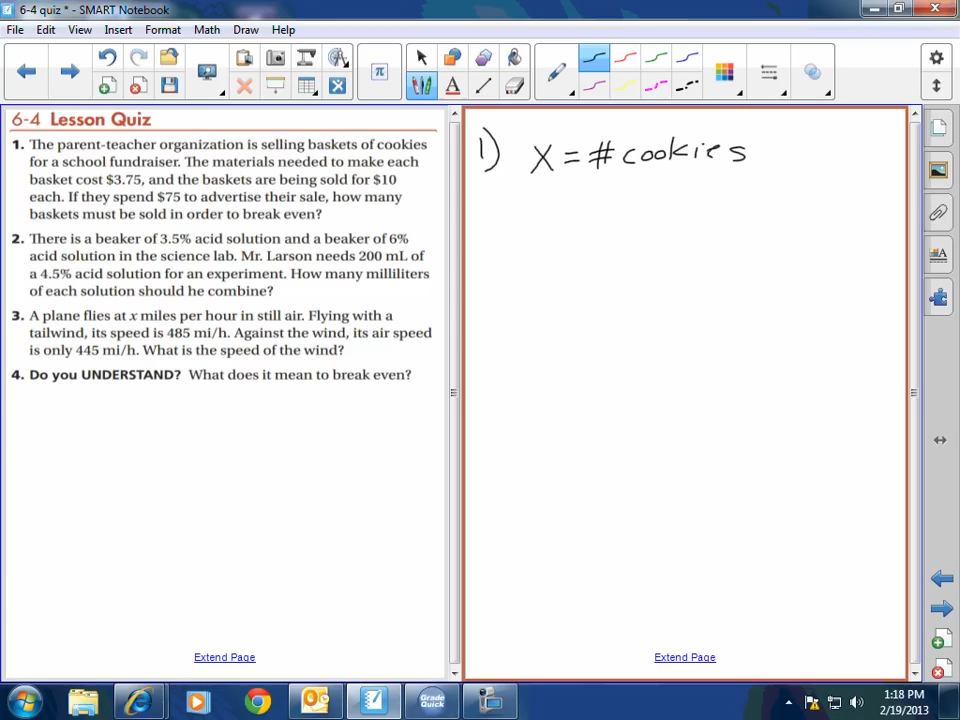 6-4 quiz * - SMART Notebook
File Edit View Insert Format Math Draw Help
π
A
6-4 Lesson Quiz
1. The parent-teacher organization is selling baskets of cookies
for a school fundraiser. The materials needed to make each
basket cost $3.75, and the baskets are being sold for $10
each. If they spend $75 to advertise their sale, how many
baskets must be sold in order to break even?
2. There is a beaker of 3.5% acid solution and a beaker of 6%
acid solution in the science lab. Mr. Larson needs 200 mL of
a 4.5% acid solution for an experiment. How many milliliters
of each solution should he combine?
3. A plane flies at x miles per hour in still air. Flying with a
tailwind, its speed is 485 mi/h. Against the wind, its air speed
is only 445 mi/h. What is the speed of the wind?
4. Do you UNDERSTAND? What does it mean to break even?
Extend Page
1) X = # cookies
Extend Page
Grade
Quick
1:18 PM
2/19/2013